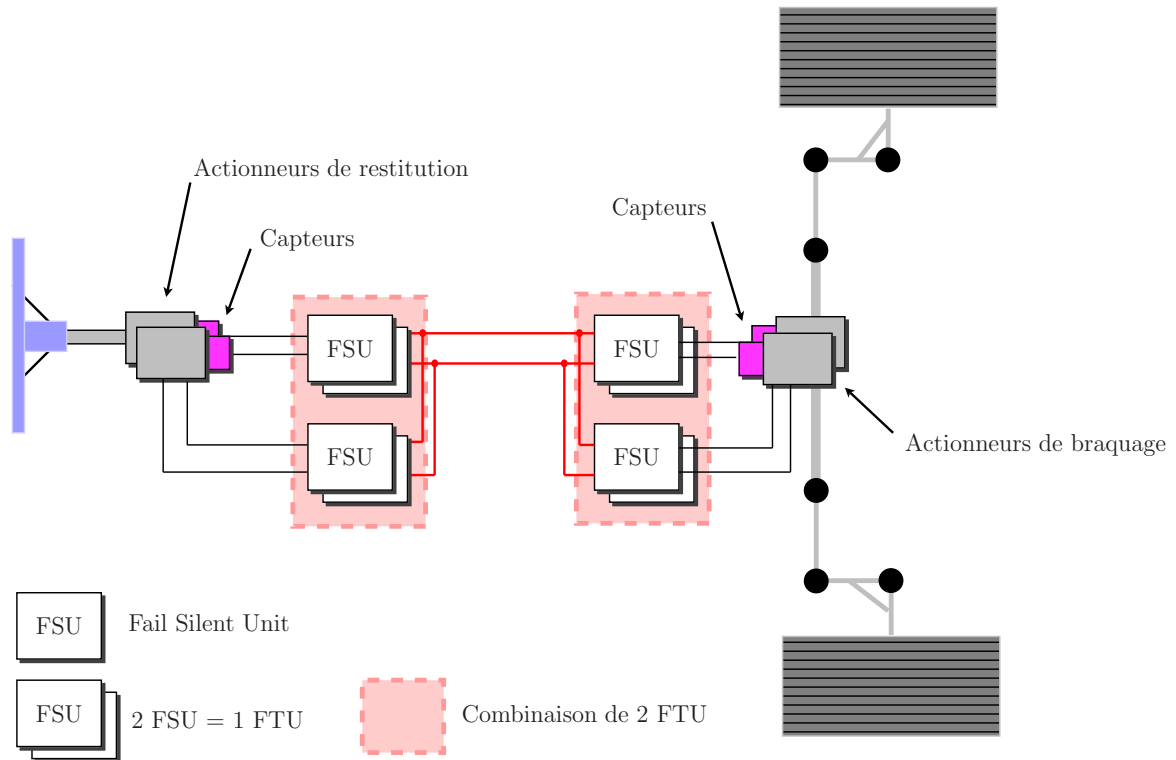 Actionneurs de restitution
Capteurs
Capteurs
FSU
FSU
FSU
FSU
Actionneurs de braquage
FSU
Fail Silent Unit
FSU
2 FSU = 1 FTU
Combinaison de 2 FTU